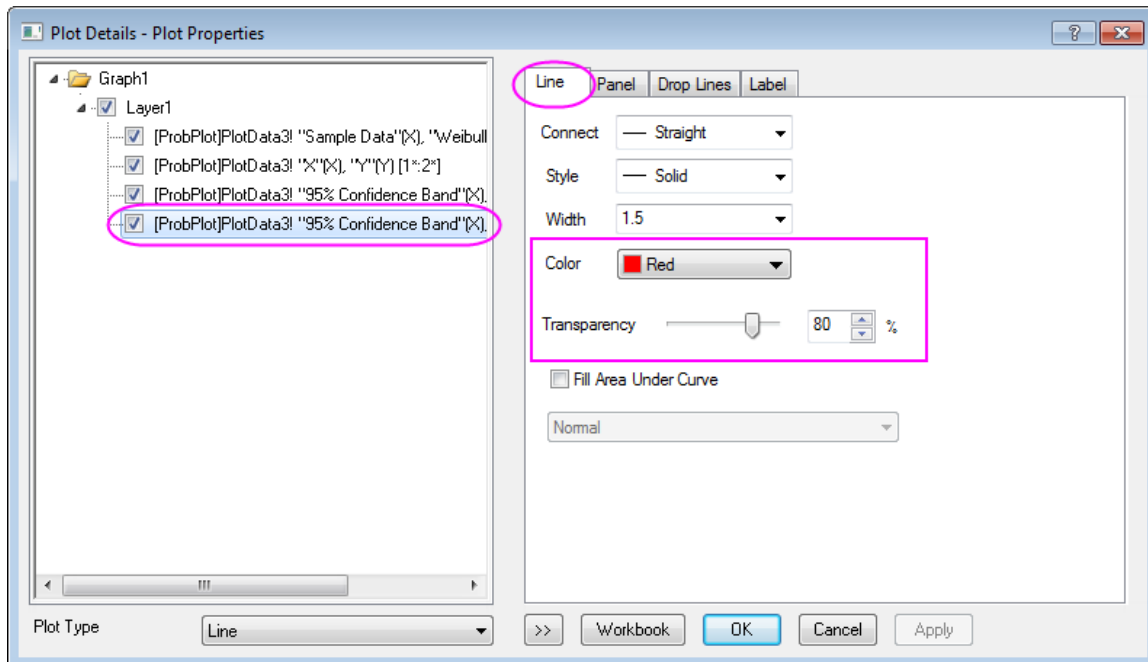 Plot Details - Plot Properties
Graph1
Layer1
[ProbPlot]PlotData3! "Sample Data"(X), "Weibull
[ProbPlot]PlotData3! "X"(X), "Y"(Y) [1*:2*]
[ProbPlot]PlotData3! "95% Confidence Band"(X),
[ProbPlot]PlotData3! "95% Confidence Band"(X),
Plot Type Line
Line Panel Drop Lines Label
Connect Straight
Style Solid
Width 1.5
Color Red
Transparency 80 %
Fill Area Under Curve
Normal
>> Workbook OK Cancel Apply